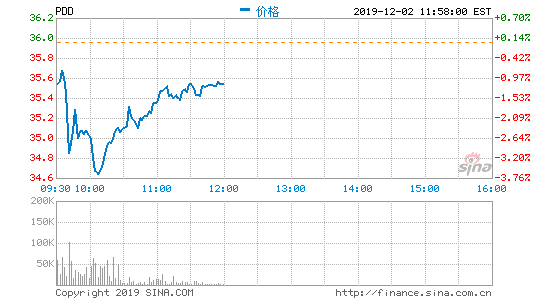 PDD 价格 2019-12-02 11:58:00 EST
36.2 0.70%
36.0 0.14%
35.8 0.42%
35.6 0.97%
35.4 1.53%
35.2 2.09%
35.0 2.64%
34.8 3.20%
34.6 3.76%
09:30 10:00 11:00 12:00 13:00 14:00 15:00 16:00
sina
200K
150K
100K
50K
Copyright 2019 SINA.COM http://finance.sina.com.cn